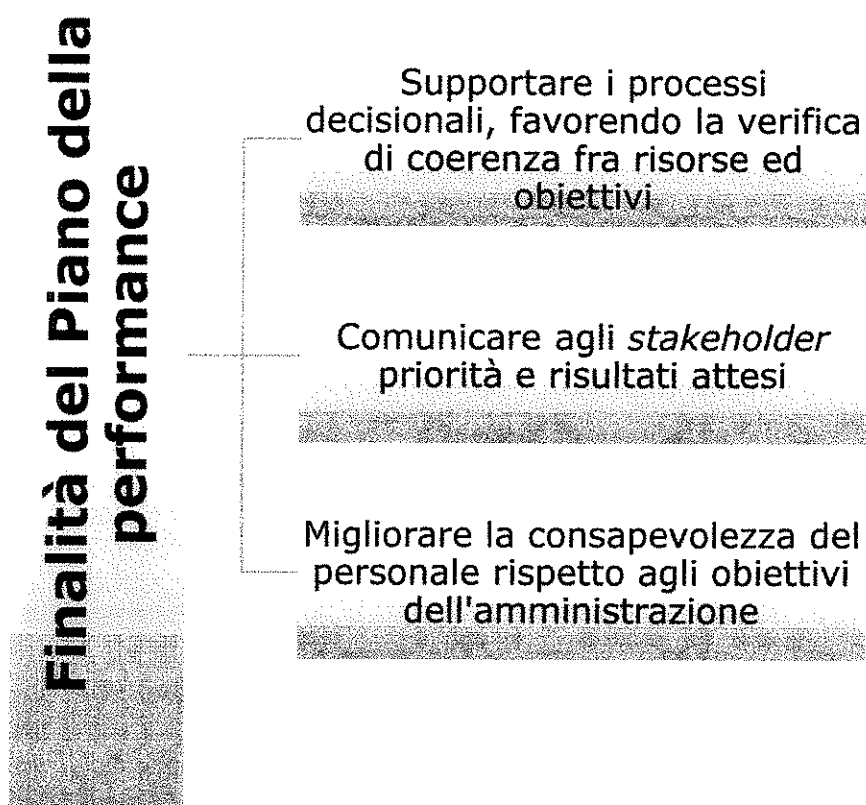 Finalità del Piano della
performance
Supportare i processi
decisionali, favorendo la verifica
di coerenza fra risorse ed
obiettivi
Comunicare agli stakeholder
priorità e risultati attesi
Migliorare la consapevolezza del
personale rispetto agli obiettivi
dell'amministrazione